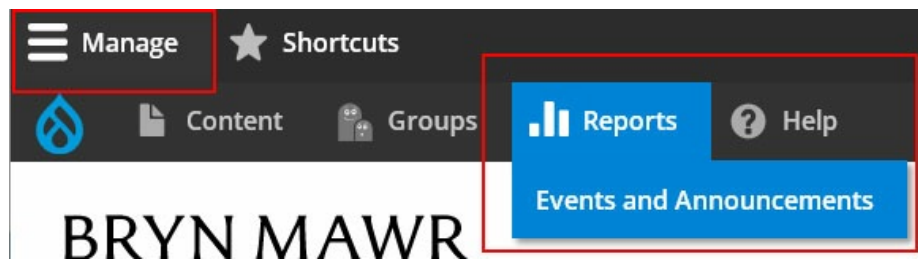 Manage Shortcuts
Content Groups Reports Help
Events and Announcements
BRYN MAWR